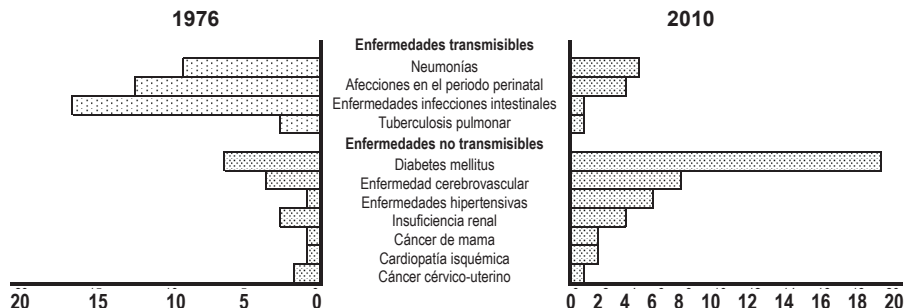 1976 2010
Enfermedades transmisibles
Neumonías
Afecciones en el periodo perinatal
Enfermedades infecciones intestinales
Tuberculosis pulmonar
Enfermedades no transmisibles
Diabetes mellitus
Enfermedad cerebrovascular
Enfermedades hipertensivas
Insuficiencia renal
Cáncer de mama
Cardiopatía isquémica
Cáncer cérvico-uterino
20 15 10 5 0 0 2 4 6 8 10 12 14 16 18 20